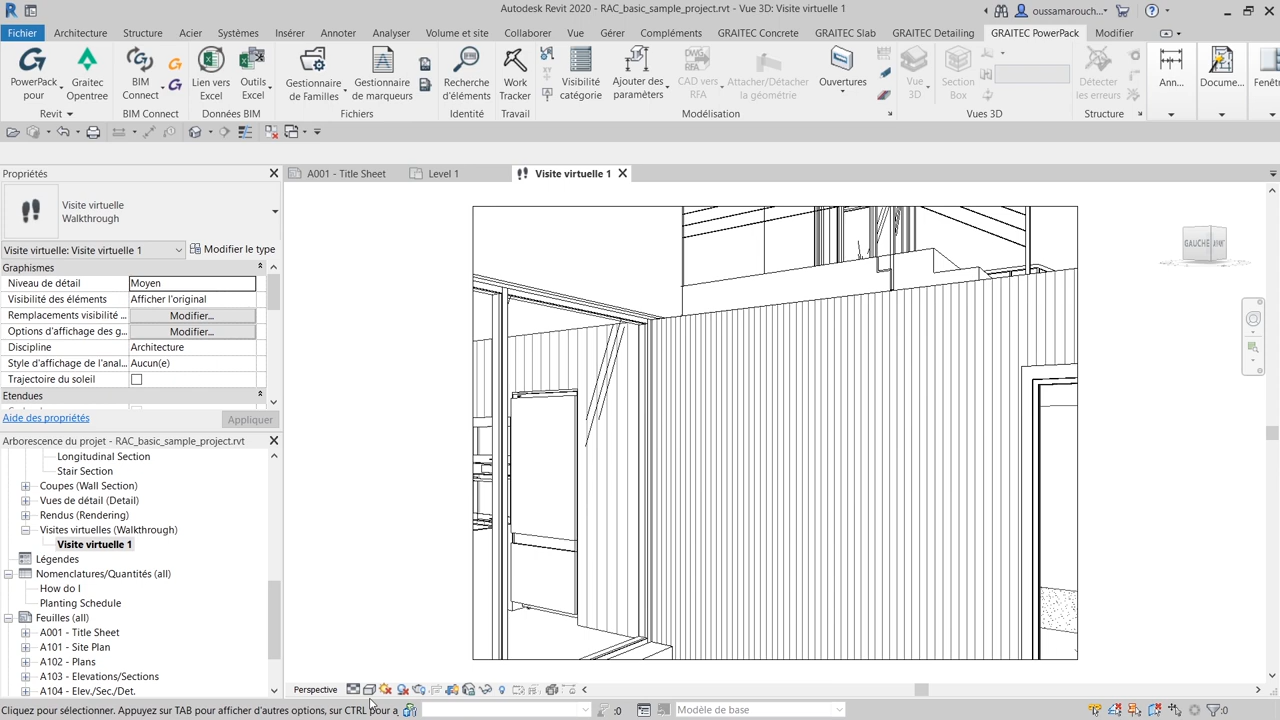 Autodesk Revit 2020 - RAC_basic_sample_project.rvt - Vue 3D: Visite virtuelle 1
oussamarouch...
Fichier Architecture Structure Acier Systèmes Insérer Annoter Analyser Volume et site Collaborer Vue Gérer Compléments GRAITEC Concrete GRAITEC Slab GRAITEC Detailing GRAITEC PowerPack Modifier
PowerPack pour
Graitec Opentree
BIM Connect
Lien vers Excel
Outils Excel
Gestionnaire de Familles
Gestionnaire de marqueurs
Recherche d'éléments
Work Tracker
Visibilité catégorie
Ajouter des paramètres
CAD vers RFA
Attacher/Détacher la géométrie
Ouvertures
Vue 3D
Section Box
Détecter les erreurs
Ann...
Docume...
Fenêtr
Revit BIM Connect Données BIM Fichiers Identité Travail Modélisation Vues 3D Structure
Propriétés
A001 - Title Sheet Level 1 Visite virtuelle 1
Visite virtuelle
Walkthrough
Visite virtuelle: Visite virtuelle 1 Modifier le type
Graphismes
Niveau de détail Moyen
Visibilité des éléments Afficher l'original
Remplacements visibilité ... Modifier...
Options d'affichage des g... Modifier...
Discipline Architecture
Style d'affichage de l'anal... Aucun(e)
Trajectoire du soleil
Etendues
Aide des propriétés Appliquer
Arborescence du projet - RAC_basic_sample_project.rvt
Longitudinal Section
Stair Section
Coupes (Wall Section)
Vues de détail (Detail)
Rendus (Rendering)
Visites virtuelles (Walkthrough)
Visite virtuelle 1
Légendes
Nomenclatures/Quantités (all)
How do I
Planting Schedule
Feuilles (all)
A001 - Title Sheet
A101 - Site Plan
A102 - Plans
A103 - Elevations/Sections
A104 - Elev./Sec./Det.
GAUCHE
Perspective
Cliquez pour sélectionner. Appuyez sur TAB pour afficher d'autres options, sur CTRL pour a
:0
Modèle de base
:0